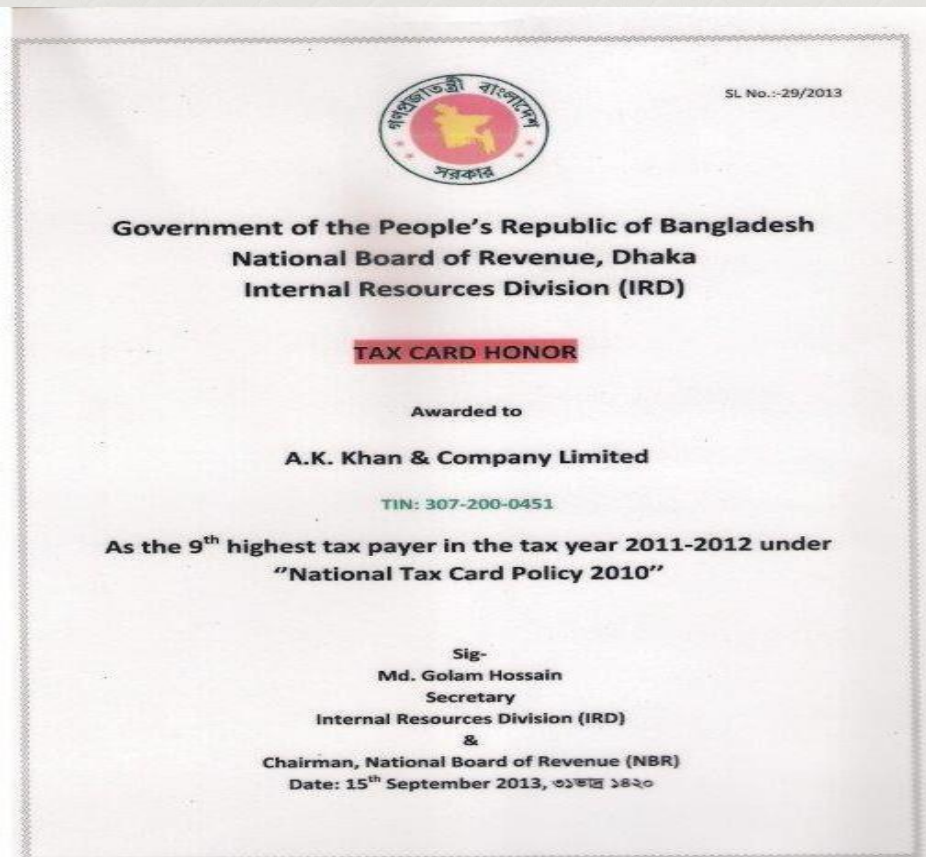 গণপ্রজাতন্ত্রী বাংলাদেশ
সরকার
SL No.:-29/2013
Government of the People's Republic of Bangladesh
National Board of Revenue, Dhaka
Internal Resources Division (IRD)
TAX CARD HONOR
Awarded to
A.K. Khan & Company Limited
TIN: 307-200-0451
As the 9th highest tax payer in the tax year 2011-2012 under
‘‘National Tax Card Policy 2010’’
Sig-
Md. Golam Hossain
Secretary
Internal Resources Division (IRD)
&
Chairman, National Board of Revenue (NBR)
Date: 15th September 2013, ৩১ভাদ্র ১৪২০